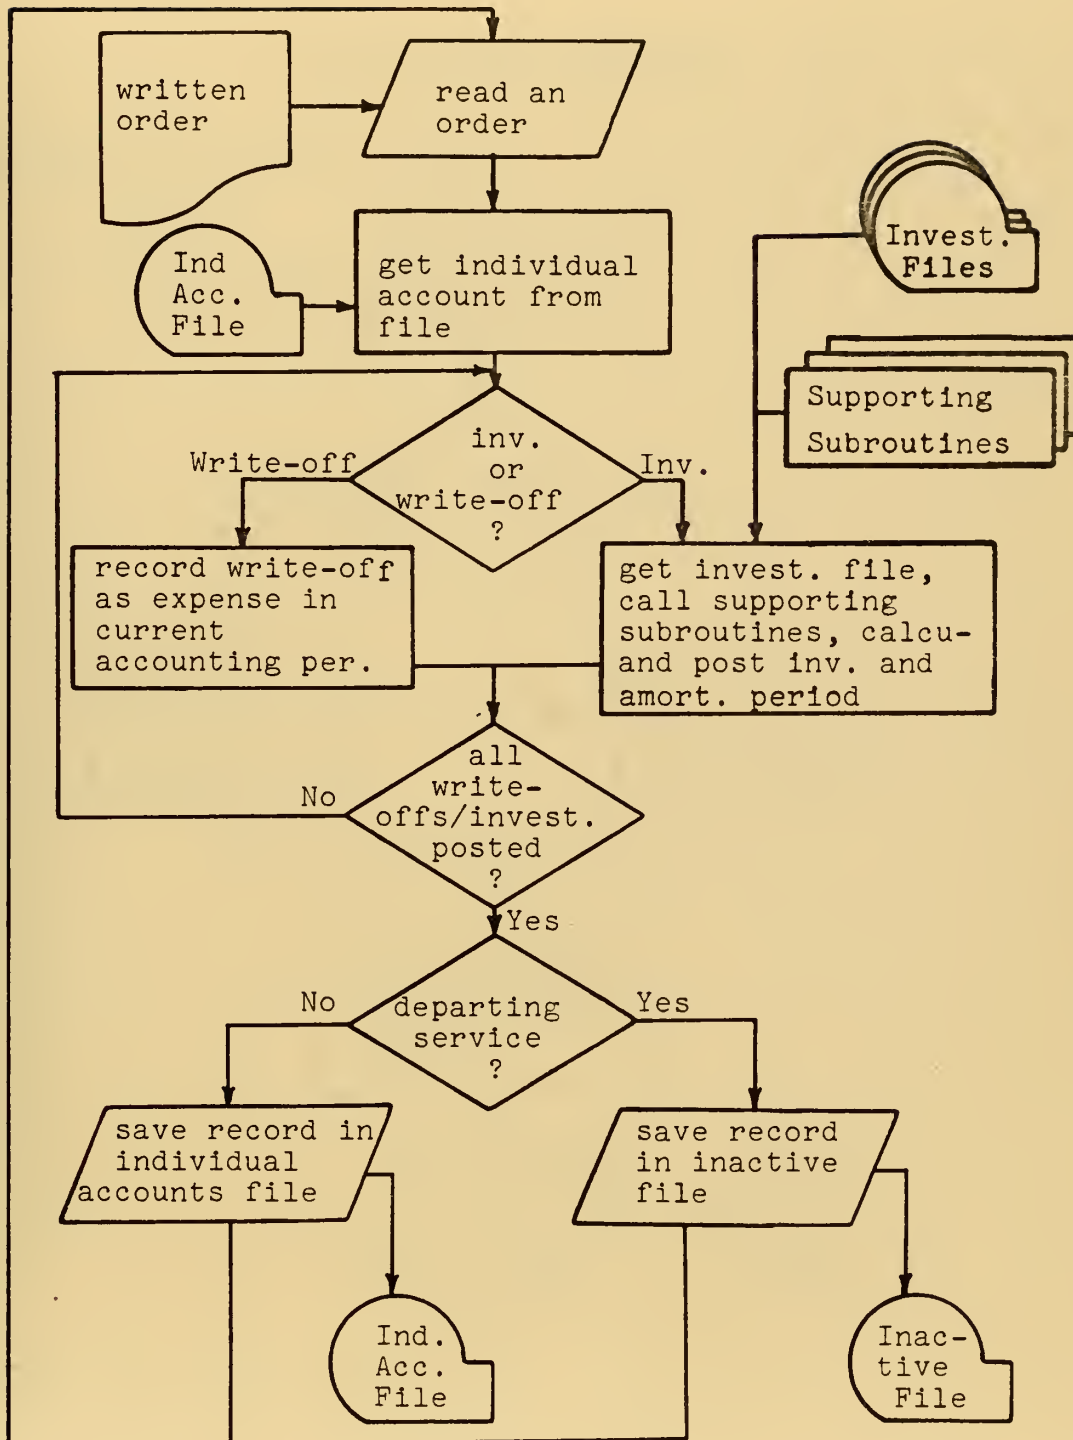 written
order
read an
order
Ind
Acc.
File
get individual
account from
file
Invest.
Files
Supporting
Subroutines
inv.
or
write-off
?
Write-off
Inv.
record write-off
as expense in
current
accounting per.
get invest. file,
call supporting
subroutines, calcu-
and post inv. and
amort. period
all
write-
offs/invest.
posted
?
No
Yes
departing
service
?
No
Yes
save record in
individual
accounts file
save record
in inactive
file
Ind.
Acc.
File
Inac-
tive
File